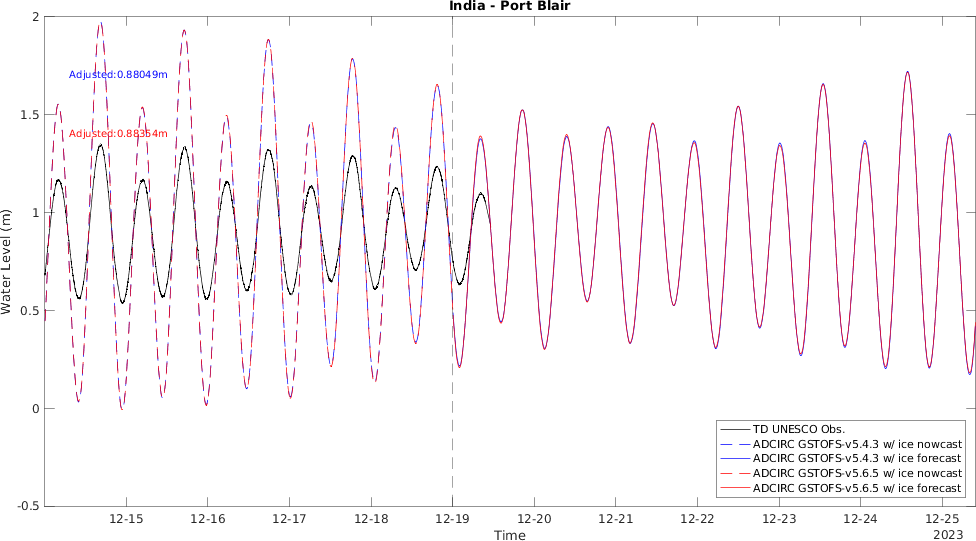 India - Port Blair
2
1.5
1
0.5
0
-0.5
Water Level (m)
Adjusted:0.88049m
Adjusted:0.88364m
TD UNESCO Obs.
ADCIRC GSTOFS-v5.4.3 w/ ice nowcast
ADCIRC GSTOFS-v5.4.3 w/ ice forecast
ADCIRC GSTOFS-v5.6.5 w/ ice nowcast
ADCIRC GSTOFS-v5.6.5 w/ ice forecast
12-15 12-16 12-17 12-18 12-19 12-20 12-21 12-22 12-23 12-24 12-25
Time
2023